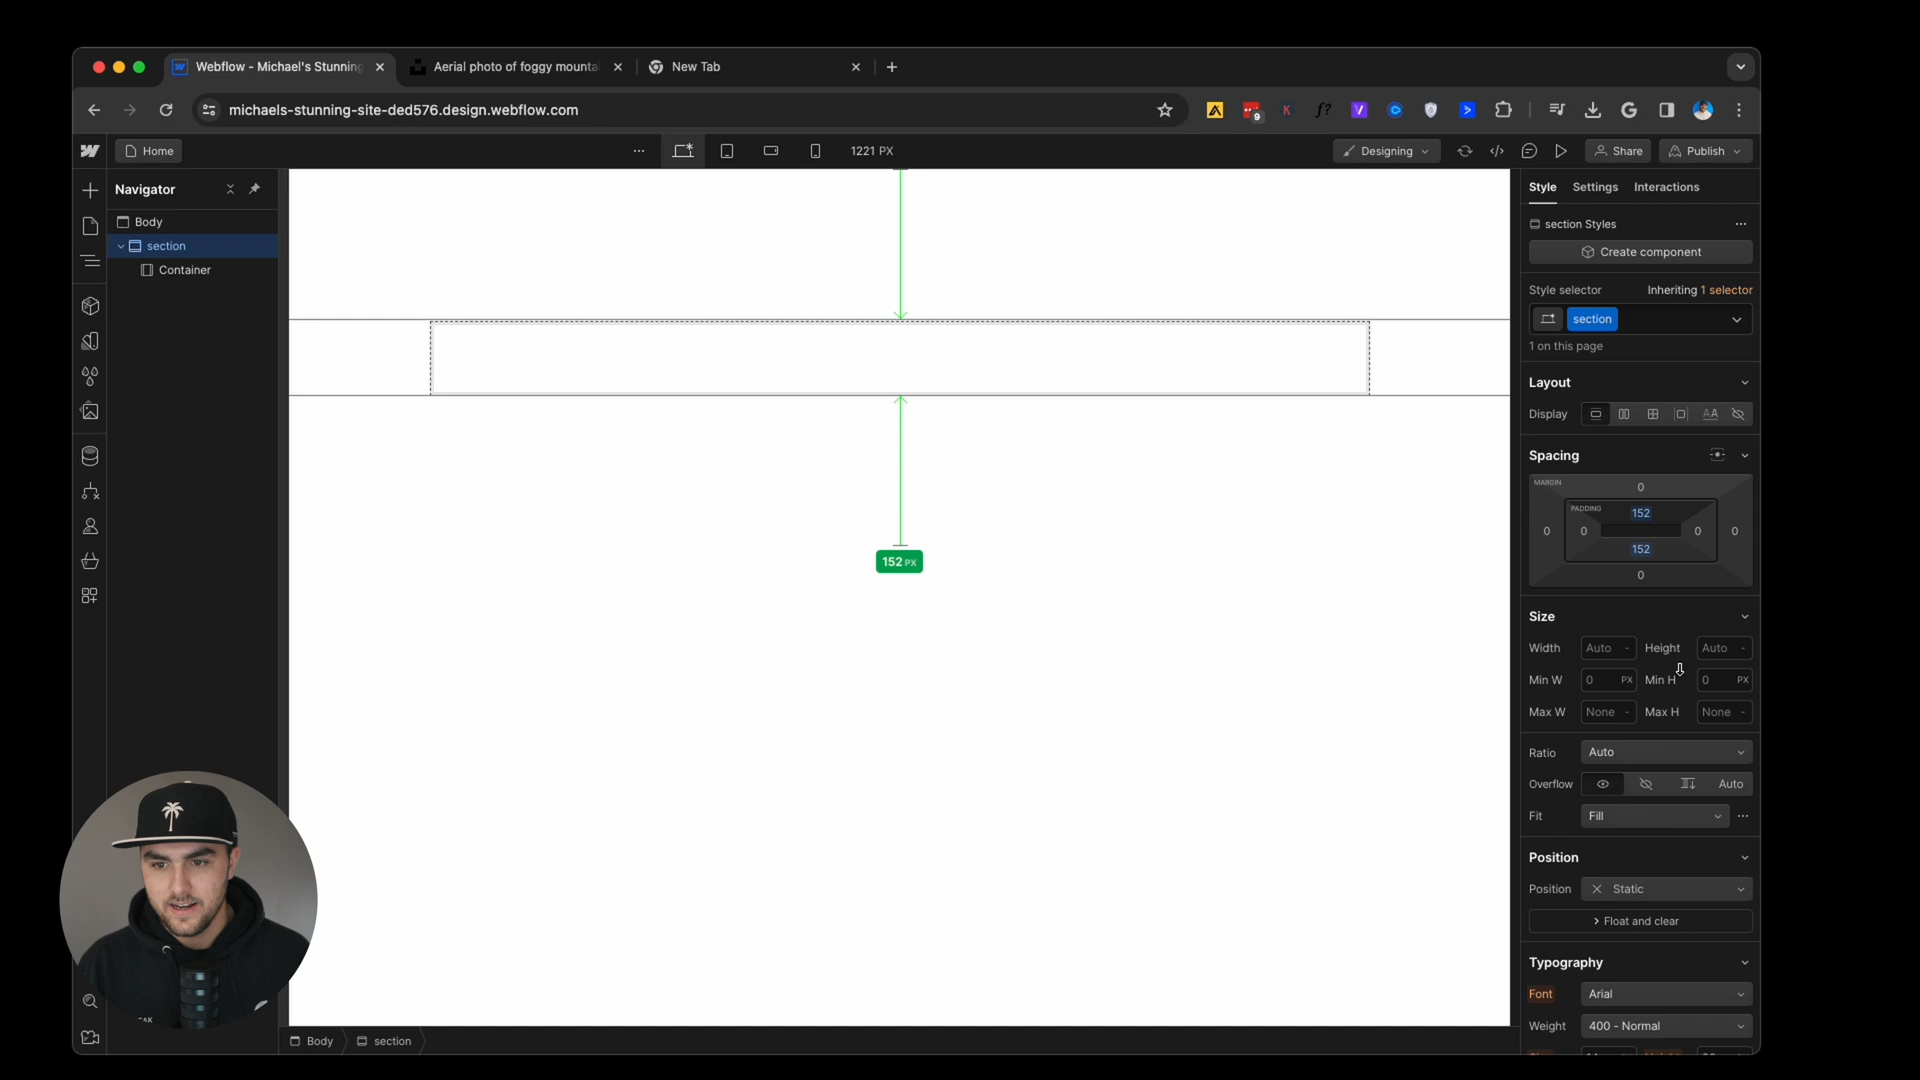 Webflow - Michael's Stunning
Aerial photo of foggy mounta
New Tab
michaels-stunning-site-ded576.design.webflow.com
9
Home
1221 PX
Designing
Share
Publish
Navigator
Body
section
Container
152 PX
Style
Settings
Interactions
section Styles
Create component
Style selector
Inheriting 1 selector
section
1 on this page
Layout
Display
AA
Spacing
MARGIN
0
PADDING
152
0
0
0
0
152
0
Size
Width
Auto -
Height
Auto -
Min W
0 PX
Min H
0 PX
Max W
None -
Max H
None -
Ratio
Auto
Overflow
Auto
Fit
Fill
Position
Position
Static
Float and clear
Typography
Font
Arial
Weight
400 - Normal
Body
section